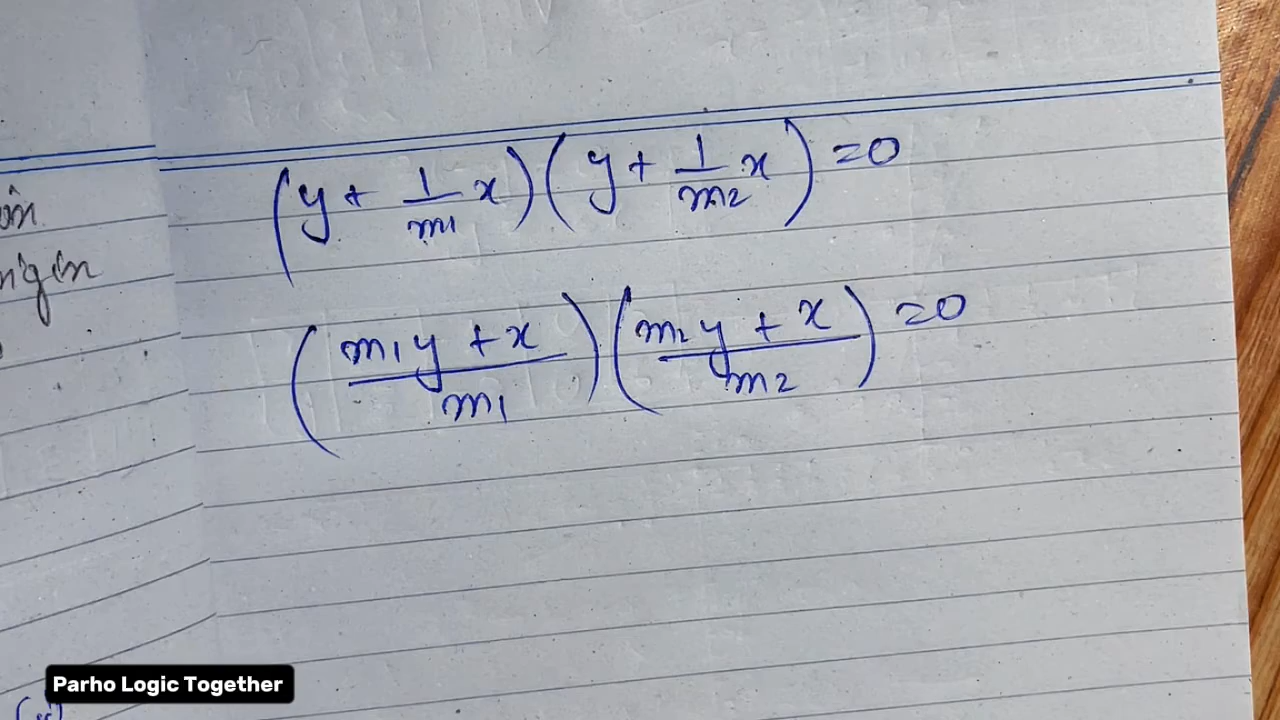 (y + 1/m1 x)(y + 1/m2 x) = 0
((m1y + x)/m1)((m2y + x)/m2) = 0
Parho Logic Together